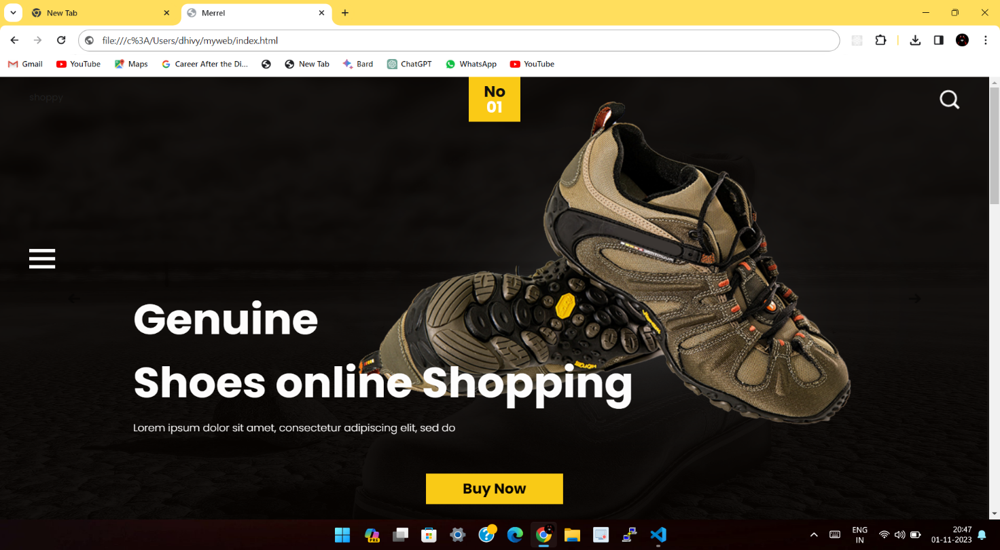 New Tab
Merrel
file:///c%3A/Users/dhivy/myweb/index.html
Gmail
YouTube
Maps
Career After the Di...
New Tab
Bard
ChatGPT
WhatsApp
YouTube
shoppy
No
01
Genuine
Shoes online Shopping
Lorem ipsum dolor sit amet, consectetur adipiscing elit, sed do
Buy Now
PRE
ENG
IN
20:47
01-11-2023